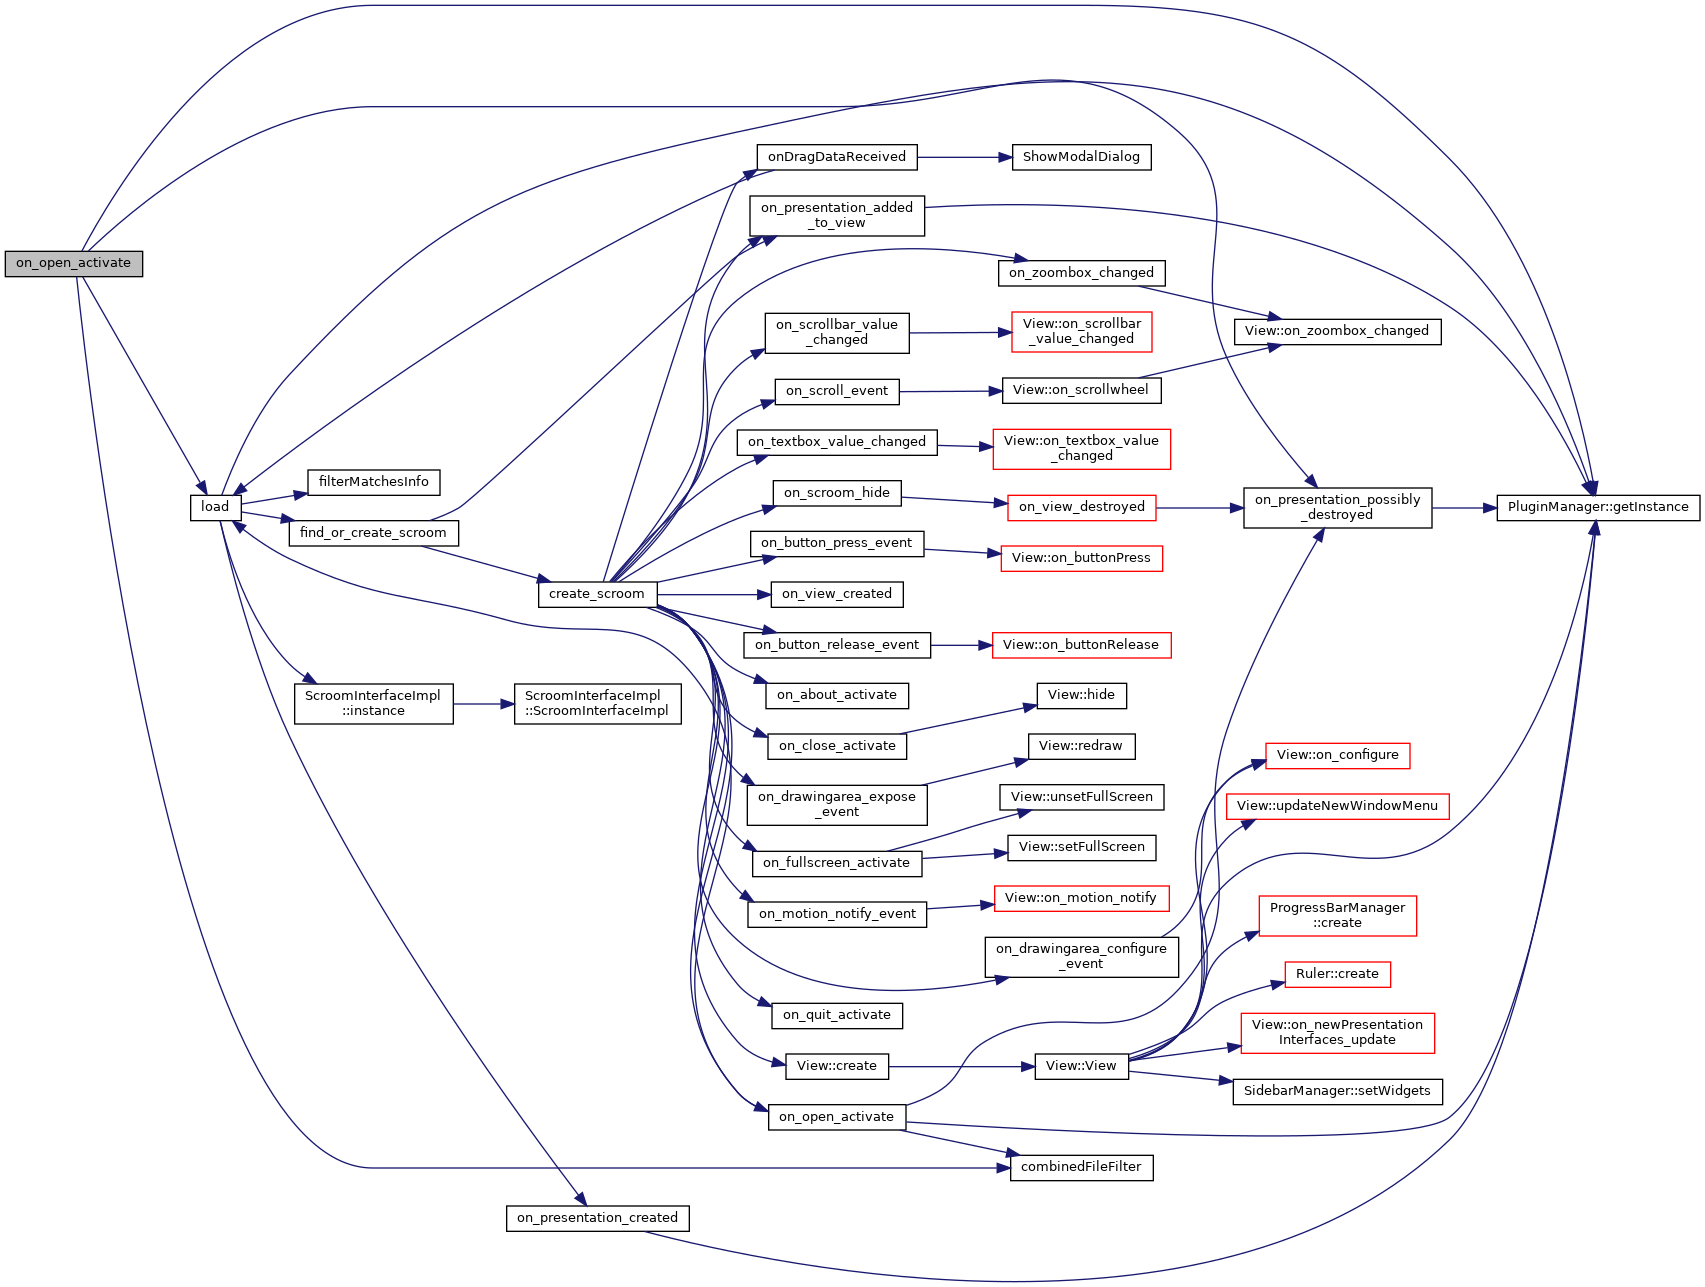 on_open_activate
load
filterMatchesInfo
find_or_create_scroom
ScroomInterfaceImpl
::instance
ScroomInterfaceImpl
::ScroomInterfaceImpl
on_presentation_created
create_scroom
onDragDataReceived
ShowModalDialog
on_presentation_added
_to_view
on_zoombox_changed
View::on_zoombox_changed
on_scrollbar_value
_changed
View::on_scrollbar
_value_changed
on_scroll_event
View::on_scrollwheel
on_textbox_value_changed
View::on_textbox_value
_changed
on_scroom_hide
on_view_destroyed
on_presentation_possibly
_destroyed
PluginManager::getInstance
on_button_press_event
View::on_buttonPress
on_view_created
on_button_release_event
View::on_buttonRelease
on_about_activate
on_close_activate
View::hide
on_drawingarea_expose
_event
View::redraw
on_fullscreen_activate
View::unsetFullScreen
View::setFullScreen
on_motion_notify_event
View::on_motion_notify
on_drawingarea_configure
_event
View::on_configure
View::updateNewWindowMenu
ProgressBarManager
::create
Ruler::create
View::on_newPresentation
Interfaces_update
SidebarManager::setWidgets
on_quit_activate
View::create
View::View
on_open_activate
combinedFileFilter